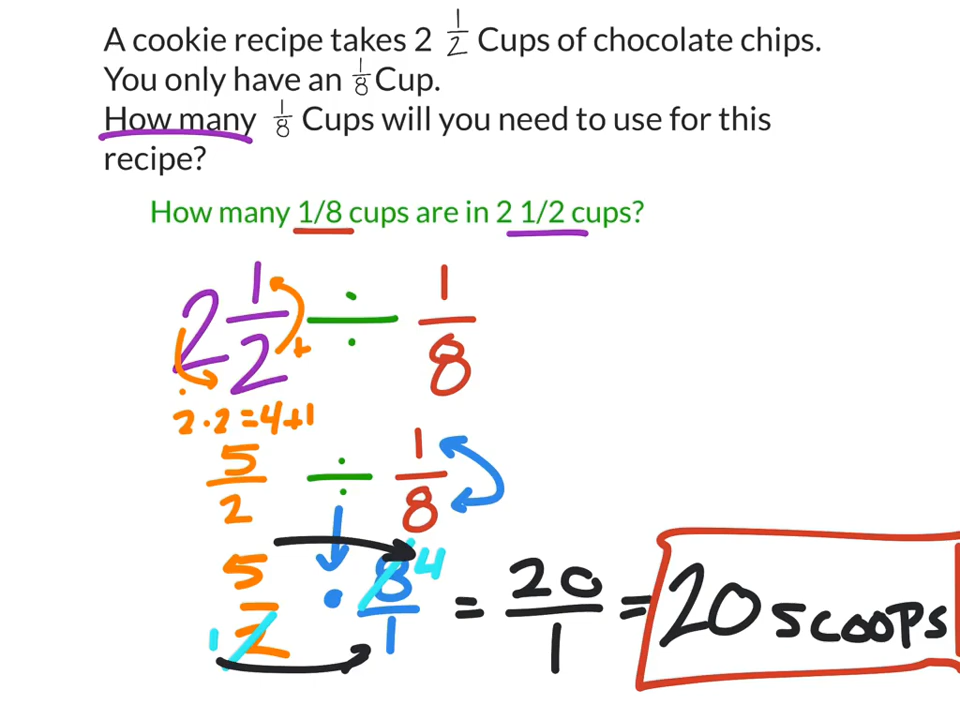 A cookie recipe takes 2 1/2 Cups of chocolate chips.
You only have an 1/8 Cup.
How many 1/8 Cups will you need to use for this
recipe?
How many 1/8 cups are in 2 1/2 cups?
2 1/2 ÷ 1/8
+
2·2=4+1
5/2 ÷ 1/8
5/2 · 8/1 = 20/1 = 20 SCOOPS
1 4